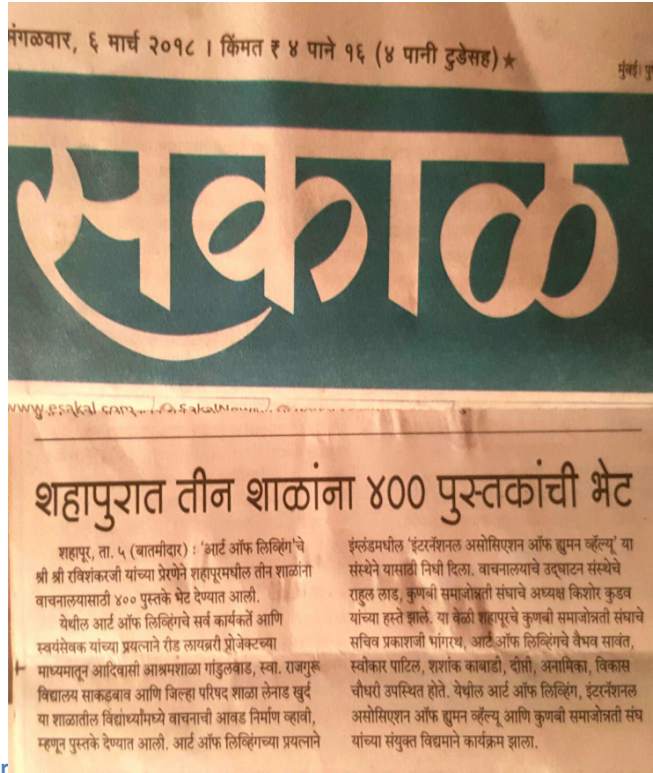 मंगळवार, ६ मार्च २०१८ । किंमत ₹ ४ पाने १६ (४ पानी टुडेसह) ★
मुंबई।
सकाळ
www.esakal.com
शहापुरात तीन शाळांना ४०० पुस्तकांची भेट
शहापूर, ता. ५ (बातमीदार) : 'आर्ट ऑफ लिव्हिंग'चे
श्री श्री रविशंकरजी यांच्या प्रेरणेने शहापूरमधील तीन शाळांना
वाचनालयासाठी ४०० पुस्तके भेट देण्यात आली.
येथील आर्ट ऑफ लिव्हिंगचे सर्व कार्यकर्ते आणि
स्वयंसेवक यांच्या प्रयत्नाने रीड लायब्ररी प्रोजेक्टच्या
माध्यमातून आदिवासी आश्रमशाळा गांडुलवाड, स्वा. राजगुरू
विद्यालय साकडबाव आणि जिल्हा परिषद शाळा लेनाड खुर्द
या शाळातील विद्यार्थ्यांमध्ये वाचनाची आवड निर्माण व्हावी,
म्हणून पुस्तके देण्यात आली. आर्ट ऑफ लिव्हिंगच्या प्रयत्नाने
इंग्लंडमधील 'इंटरनॅशनल असोसिएशन ऑफ ह्युमन व्हॅल्यू' या
संस्थेने यासाठी निधी दिला. वाचनालयाचे उद्घाटन संस्थेचे
राहुल लाड, कुणबी समाजोन्नती संघाचे अध्यक्ष किशोर कुडव
यांच्या हस्ते झाले. या वेळी शहापूरचे कुणबी समाजोन्नती संघाचे
सचिव प्रकाशजी भांगरथ, आर्ट ऑफ लिव्हिंगचे वैभव सावंत,
स्वीकार पाटिल, शशांक काबाडी, दीप्ती, अनामिका, विकास
चौधरी उपस्थित होते. येथील आर्ट ऑफ लिव्हिंग, इंटरनॅशनल
असोसिएशन ऑफ ह्युमन व्हॅल्यू आणि कुणबी समाजोन्नती संघ
यांच्या संयुक्त विद्यमाने कार्यक्रम झाला.